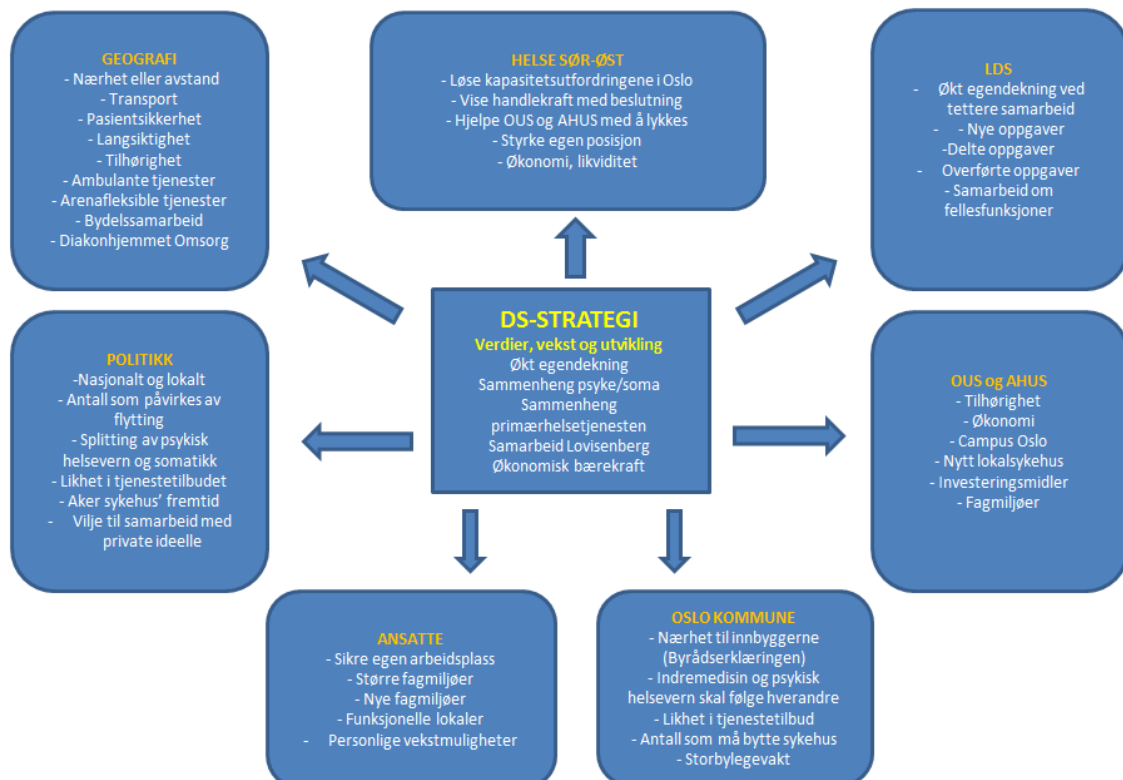 GEOGRAFI
- Nærhet eller avstand
- Transport
- Pasientsikkerhet
- Langsiktighet
- Tilhørighet
- Ambulante tjenester
- Arenafleksible tjenester
- Bydelssamarbeid
- Diakonhjemmet Omsorg
HELSE SØR-ØST
- Løse kapasitetsutfordringene i Oslo
- Vise handlekraft med beslutning
- Hjelpe OUS og AHUS med å lykkes
- Styrke egen posisjon
- Økonomi, likviditet
LDS
- Økt egendekning ved
tettere samarbeid
- - Nye oppgaver
-Delte oppgaver
- Overførte oppgaver
- Samarbeid om
fellesfunksjoner
DS-STRATEGI
Verdier, vekst og utvikling
Økt egendekning
Sammenheng psyke/soma
Sammenheng
primærhelsetjenesten
Samarbeid Lovisenberg
Økonomisk bærekraft
POLITIKK
-Nasjonalt og lokalt
- Antall som påvirkes av
flytting
- Splitting av psykisk
helsevern og somatikk
- Likhet i tjenestetilbudet
- Aker sykehus’ fremtid
- Vilje til samarbeid med
private ideelle
OUS og AHUS
- Tilhørighet
- Økonomi
- Campus Oslo
- Nytt lokalsykehus
- Investeringsmidler
- Fagmiljøer
ANSATTE
- Sikre egen arbeidsplass
- Større fagmiljøer
- Nye fagmiljøer
- Funksjonelle lokaler
- Personlige vekstmuligheter
OSLO KOMMUNE
- Nærhet til innbyggerne
(Byrådserklæringen)
- Indremedisin og psykisk
helsevern skal følge hverandre
- Likhet i tjenestetilbud
- Antall som må bytte sykehus
- Storbylegevakt